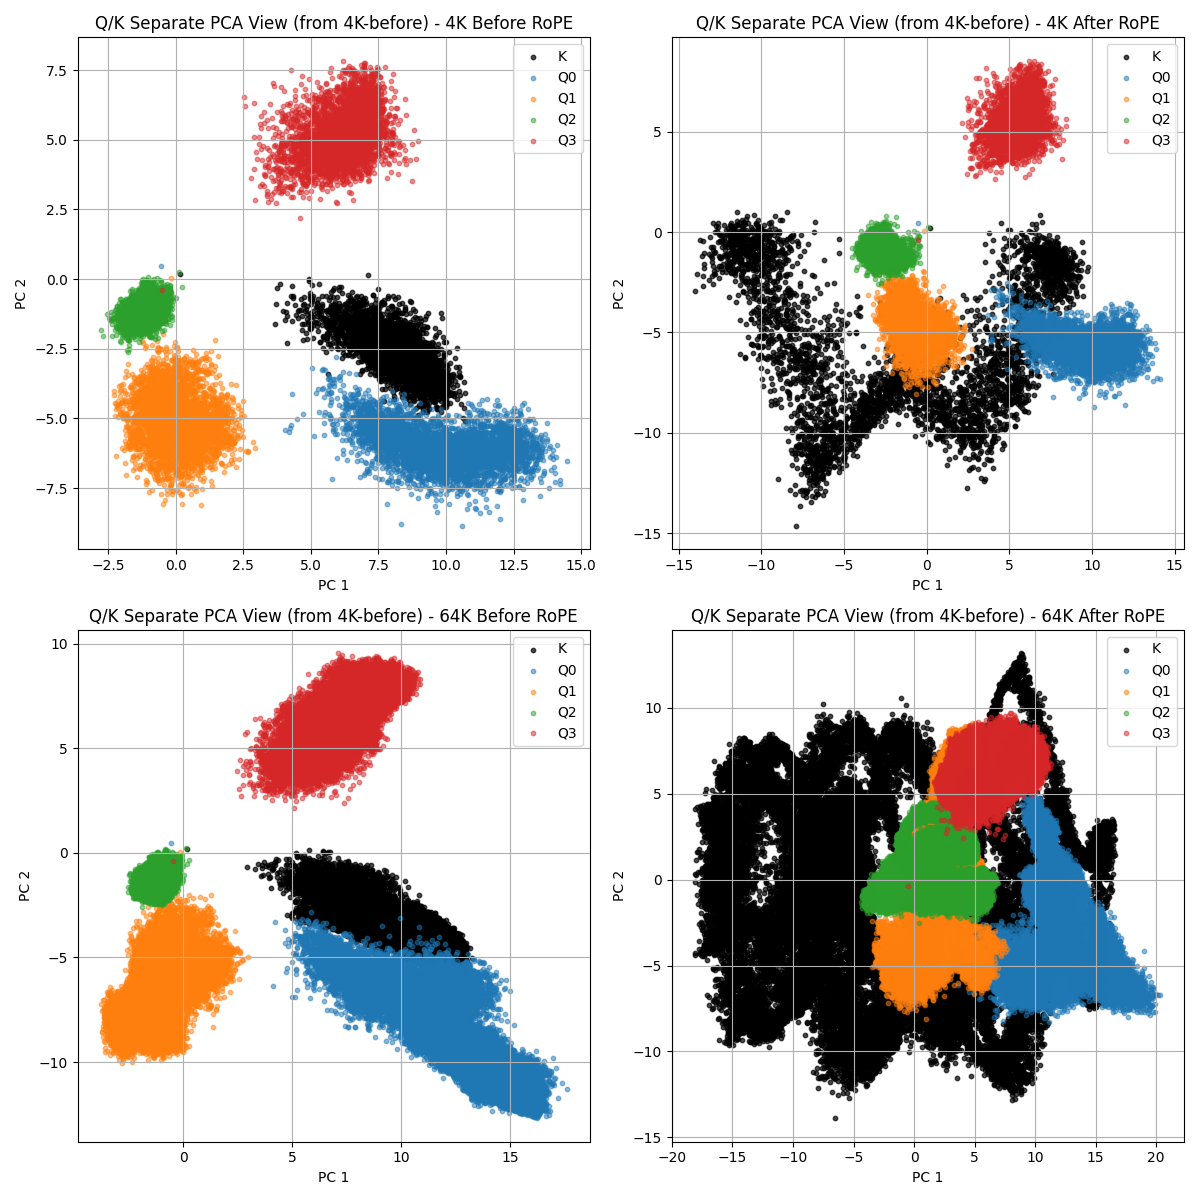 Q/K Separate PCA View (from 4K-before) - 4K Before RoPE
K
Q0
Q1
Q2
Q3
7.5
5.0
2.5
0.0
−2.5
−5.0
−7.5
PC 2
−2.5
0.0
2.5
5.0
7.5
10.0
12.5
15.0
PC 1
Q/K Separate PCA View (from 4K-before) - 4K After RoPE
K
Q0
Q1
Q2
Q3
5
0
−5
−10
−15
PC 2
−15
−10
−5
0
5
10
15
PC 1
Q/K Separate PCA View (from 4K-before) - 64K Before RoPE
K
Q0
Q1
Q2
Q3
10
5
0
−5
−10
PC 2
0
5
10
15
PC 1
Q/K Separate PCA View (from 4K-before) - 64K After RoPE
K
Q0
Q1
Q2
Q3
10
5
0
−5
−10
−15
PC 2
−20
−15
−10
−5
0
5
10
15
20
PC 1